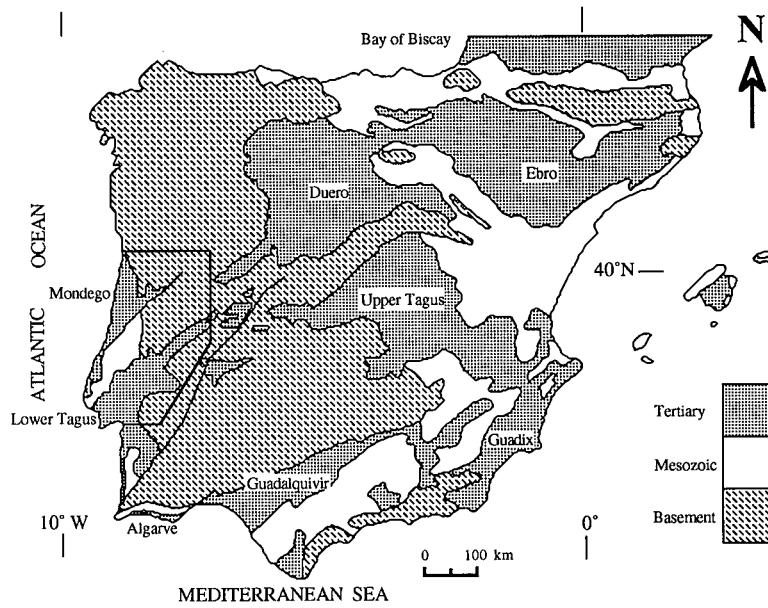 Bay of Biscay
N
Duero
Ebro
ATLANTIC OCEAN
Mondego
40°N
Upper Tagus
Lower Tagus
Tertiary
Guadix
Mesozoic
Guadalquivir
Basement
Algarve
10° W
0°
0 100 km
MEDITERRANEAN SEA